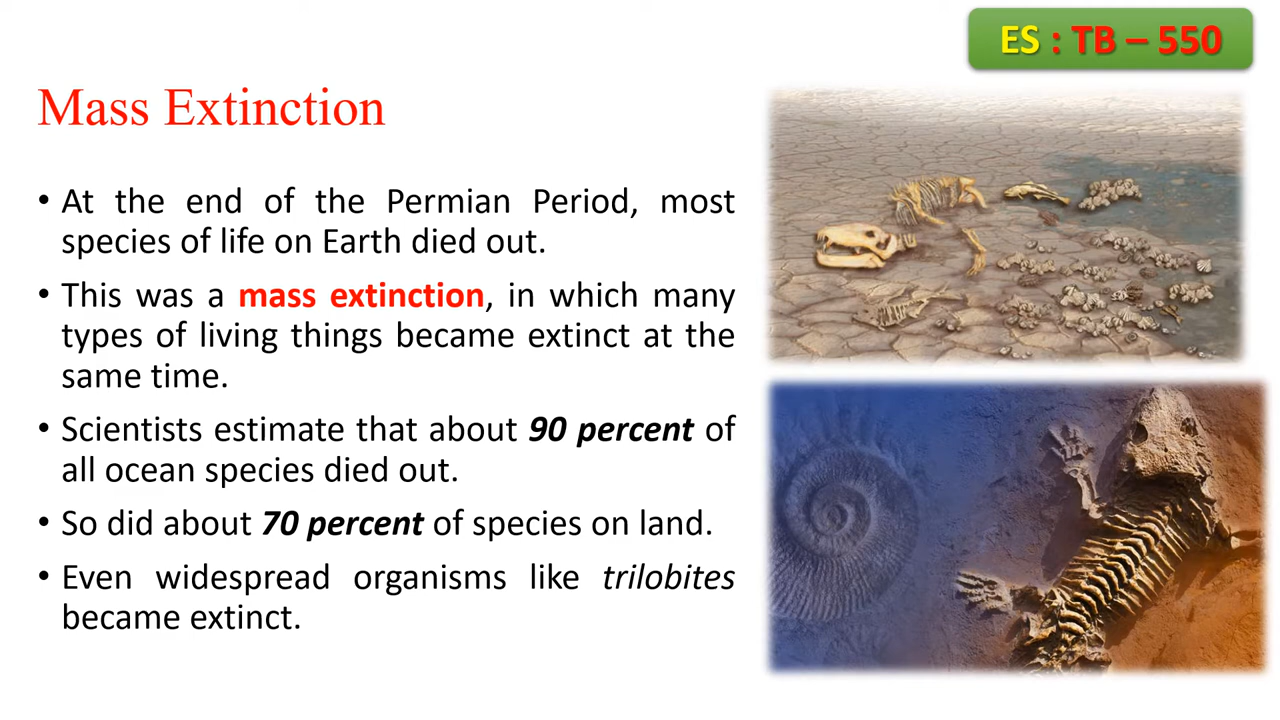 ES : TB – 550
Mass Extinction
• At the end of the Permian Period, most
species of life on Earth died out.
• This was a mass extinction, in which many
types of living things became extinct at the
same time.
• Scientists estimate that about 90 percent of
all ocean species died out.
• So did about 70 percent of species on land.
• Even widespread organisms like trilobites
became extinct.